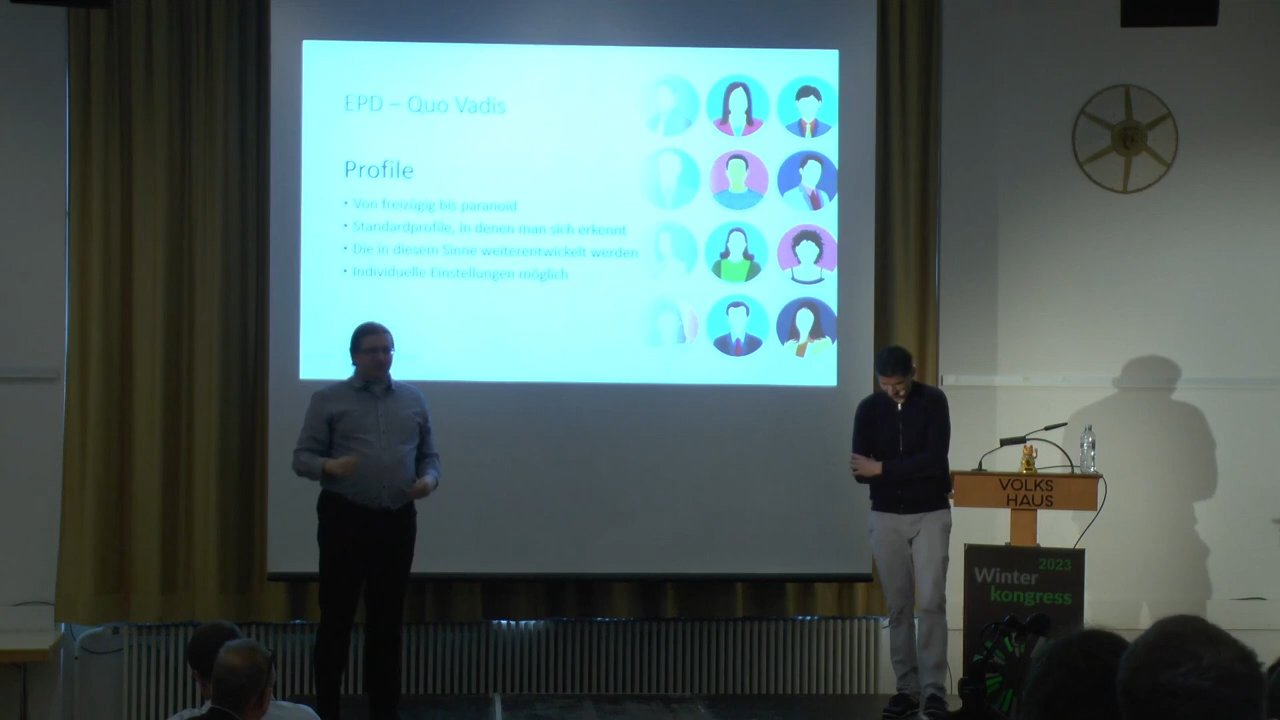 EPD – Quo Vadis
Profile
• Von freizügig bis paranoid
• Standardprofile, in denen man sich erkennt
• Die in diesem Sinne weiterentwickelt werden
• Individuelle Einstellungen möglich
VOLKS
HAUS
2023
Winter
kongress